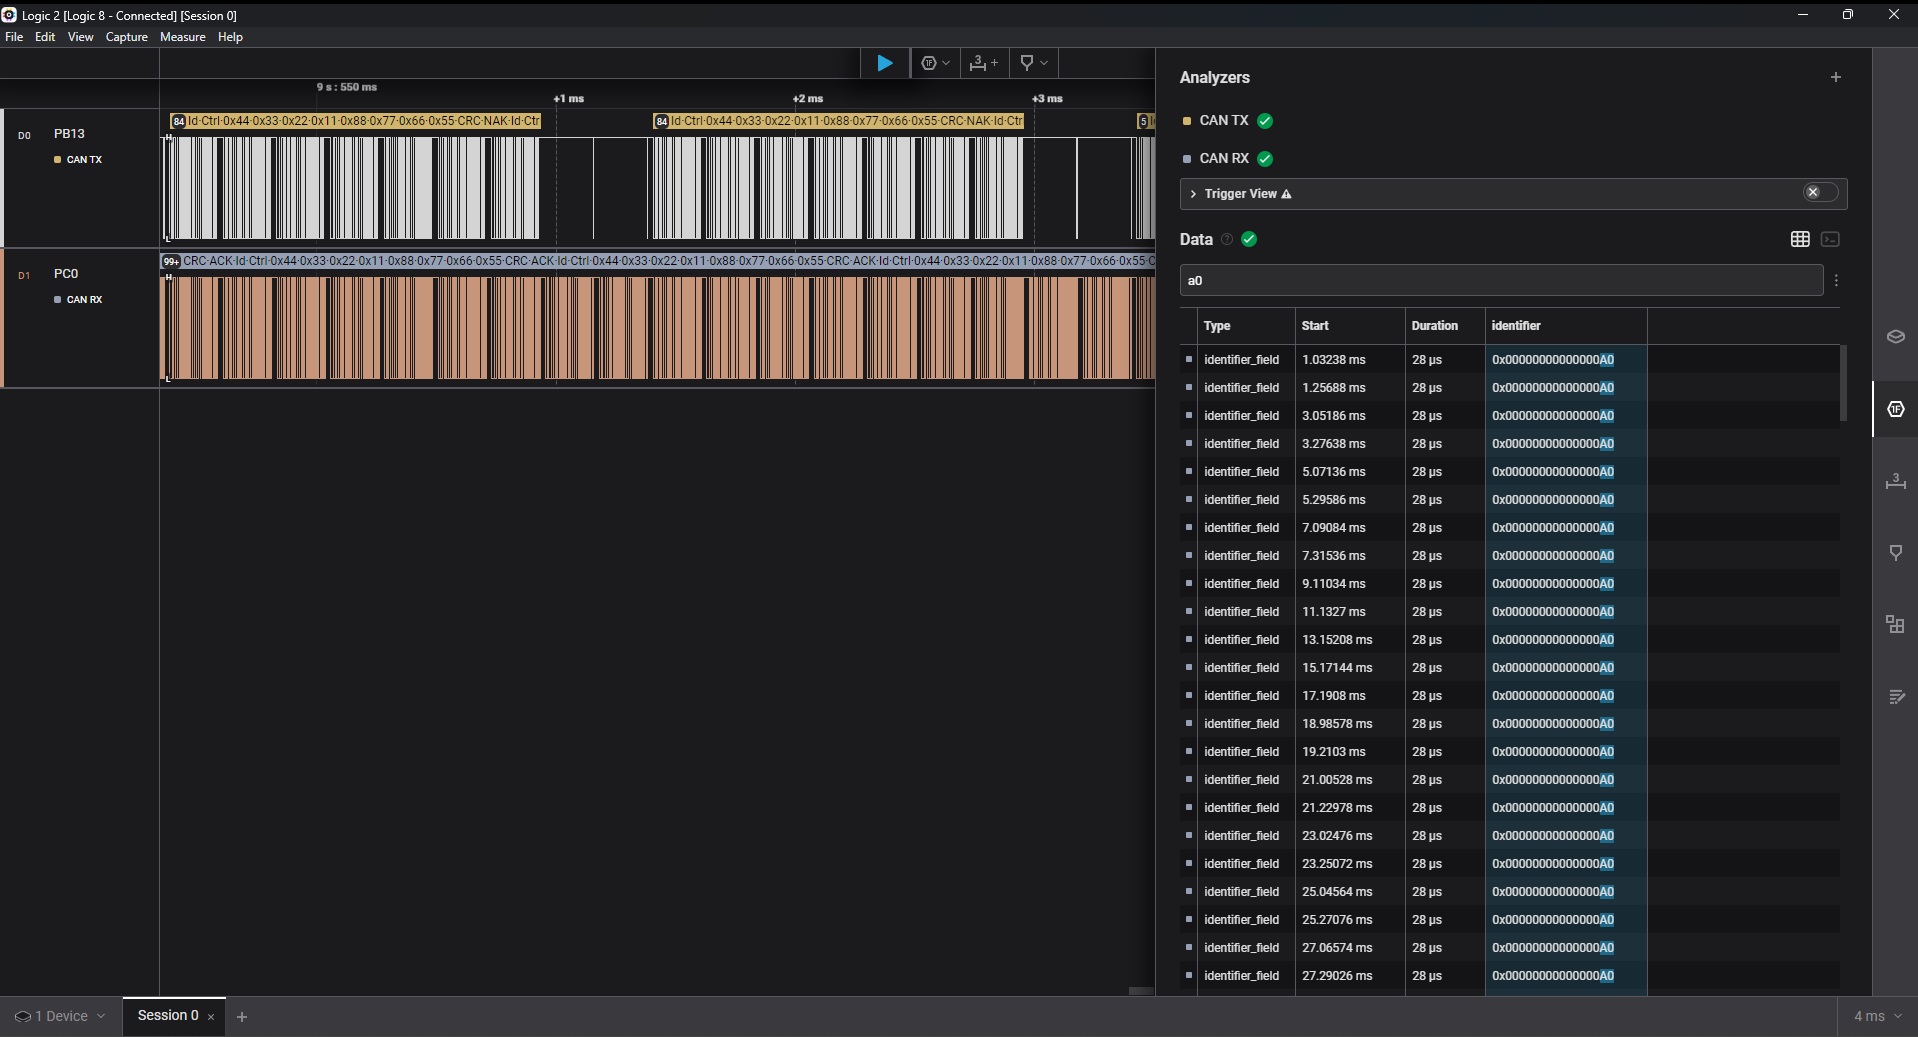 Logic 2 [Logic 8 - Connected] [Session 0]
File Edit View Capture Measure Help
9 s : 550 ms
+1 ms
+2 ms
+3 ms
D0
PB13
CAN TX
84 Id·Ctrl·0x44·0x33·0x22·0x11·0x88·0x77·0x66·0x55·CRC·NAK·Id·Ctr
84 Id·Ctrl·0x44·0x33·0x22·0x11·0x88·0x77·0x66·0x55·CRC·NAK·Id·Ctr
5
H
L
D1
PC0
CAN RX
99+ CRC·ACK·Id·Ctrl·0x44·0x33·0x22·0x11·0x88·0x77·0x66·0x55·CRC·ACK·Id·Ctrl·0x44·0x33·0x22·0x11·0x88·0x77·0x66·0x55·CRC·ACK·Id·Ctrl·0x44·0x33·0x22·0x11·0x88·0x77·0x66·0x55·C
H
L
1F
3
Analyzers
CAN TX
CAN RX
Trigger View
Data
a0
Type Start Duration identifier
identifier_field 1.03238 ms 28 µs 0x00000000000000A0
identifier_field 1.25688 ms 28 µs 0x00000000000000A0
identifier_field 3.05186 ms 28 µs 0x00000000000000A0
identifier_field 3.27638 ms 28 µs 0x00000000000000A0
identifier_field 5.07136 ms 28 µs 0x00000000000000A0
identifier_field 5.29586 ms 28 µs 0x00000000000000A0
identifier_field 7.09084 ms 28 µs 0x00000000000000A0
identifier_field 7.31536 ms 28 µs 0x00000000000000A0
identifier_field 9.11034 ms 28 µs 0x00000000000000A0
identifier_field 11.1327 ms 28 µs 0x00000000000000A0
identifier_field 13.15208 ms 28 µs 0x00000000000000A0
identifier_field 15.17144 ms 28 µs 0x00000000000000A0
identifier_field 17.1908 ms 28 µs 0x00000000000000A0
identifier_field 18.98578 ms 28 µs 0x00000000000000A0
identifier_field 19.2103 ms 28 µs 0x00000000000000A0
identifier_field 21.00528 ms 28 µs 0x00000000000000A0
identifier_field 21.22978 ms 28 µs 0x00000000000000A0
identifier_field 23.02476 ms 28 µs 0x00000000000000A0
identifier_field 23.25072 ms 28 µs 0x00000000000000A0
identifier_field 25.04564 ms 28 µs 0x00000000000000A0
identifier_field 25.27076 ms 28 µs 0x00000000000000A0
identifier_field 27.06574 ms 28 µs 0x00000000000000A0
identifier_field 27.29026 ms 28 µs 0x00000000000000A0
1F
3
1 Device
Session 0
4 ms